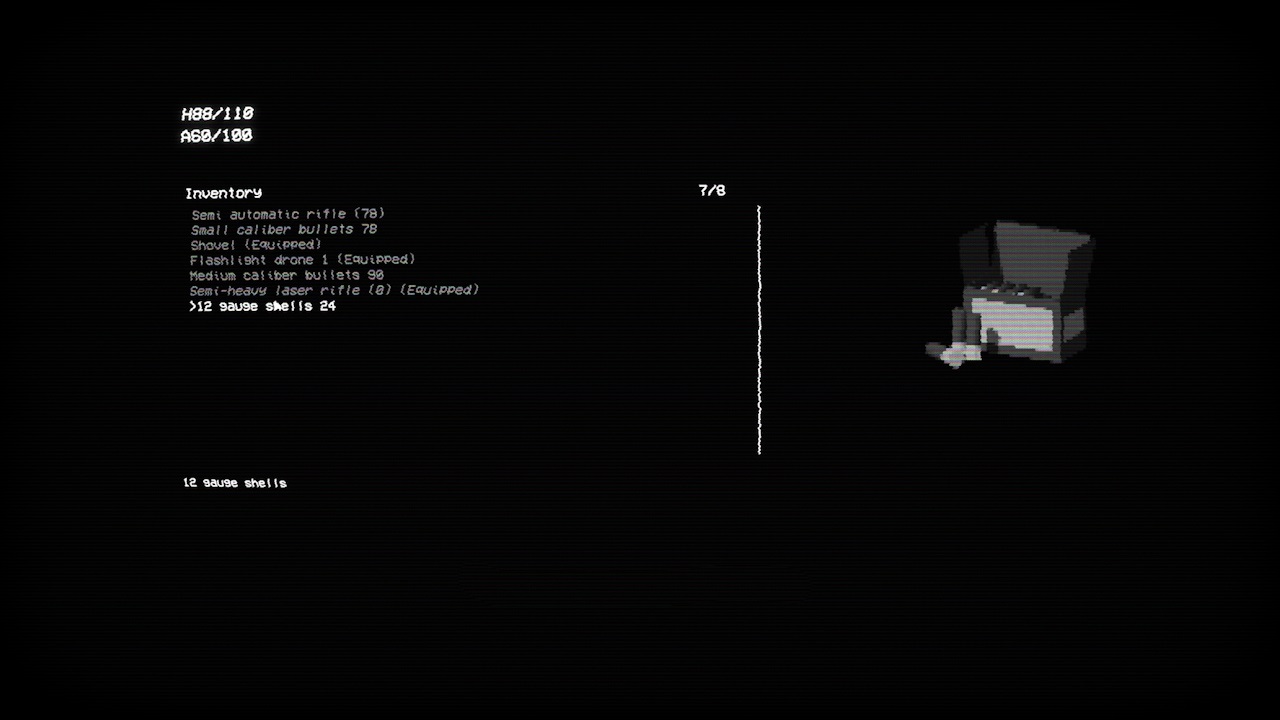 H88/110
A60/100
Inventory 7/8
Semi automatic rifle (78)
Small caliber bullets 78
Shovel (Equipped)
Flashlight drone 1 (Equipped)
Medium caliber bullets 90
Semi-heavy laser rifle (0) (Equipped)
>12 gauge shells 24
12 gauge shells